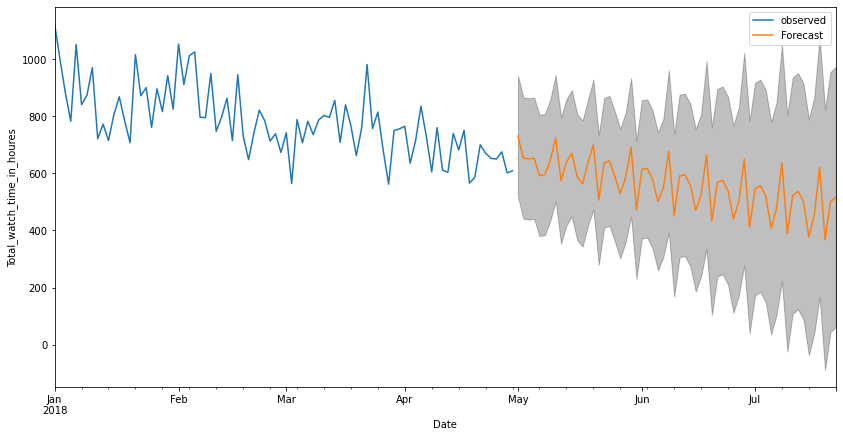 observed
Forecast
1000
800
600
400
200
0
Total_watch_time_in_houres
Jan
2018
Feb
Mar
Apr
May
Jun
Jul
Date